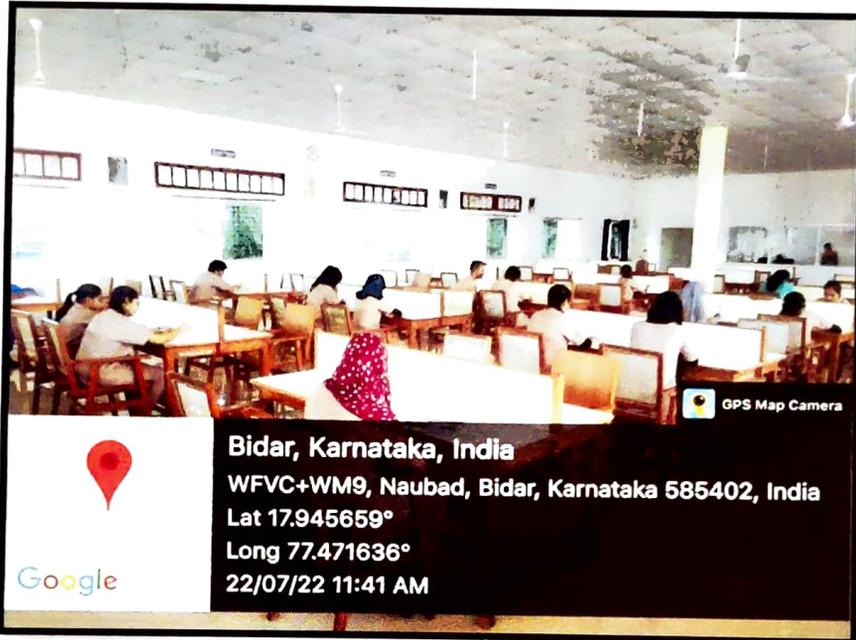 GPS Map Camera
Bidar, Karnataka, India
WFVC+WM9, Naubad, Bidar, Karnataka 585402, India
Lat 17.945659°
Long 77.471636°
22/07/22 11:41 AM
Google